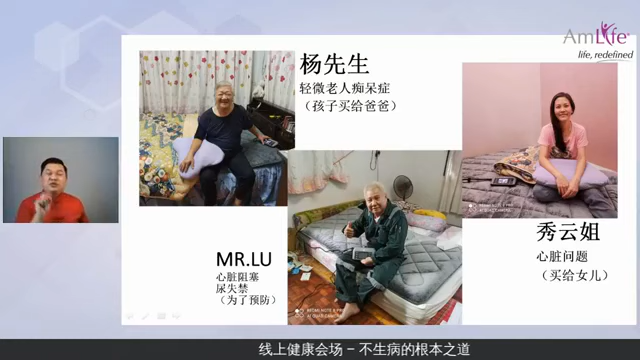 AmLife
life, redefined
杨先生
轻微老人痴呆症
（孩子买给爸爸）
MR.LU
心脏阻塞
尿失禁
（为了预防）
秀云姐
心脏问题
（买给女儿）
线上健康会场 – 不生病的根本之道